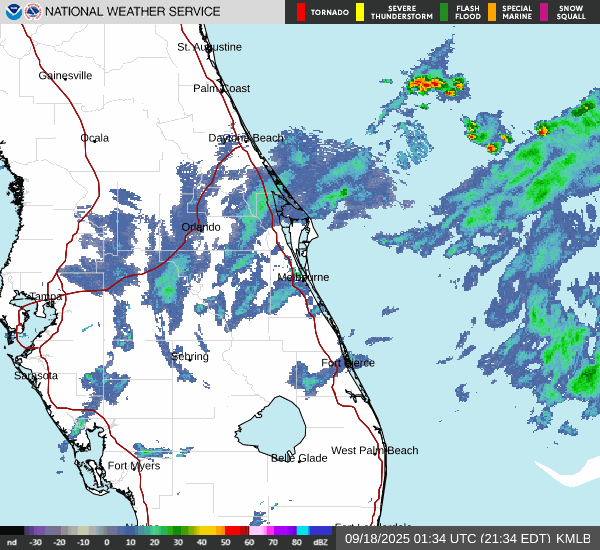 NATIONAL WEATHER SERVICE
TORNADO
SEVERE THUNDERSTORM
FLASH FLOOD
SPECIAL MARINE
SNOW SQUALL
St. Augustine
Gainesville
Palm Coast
Ocala
Daytona Beach
Orlando
Melbourne
Tampa
Sebring
Fort Pierce
Sarasota
West Palm Beach
Belle Glade
Fort Myers
nd -30 -20 -10 0 10 20 30 40 50 60 70 80 dBZ
09/18/2025 01:34 UTC (21:34 EDT) KMLB